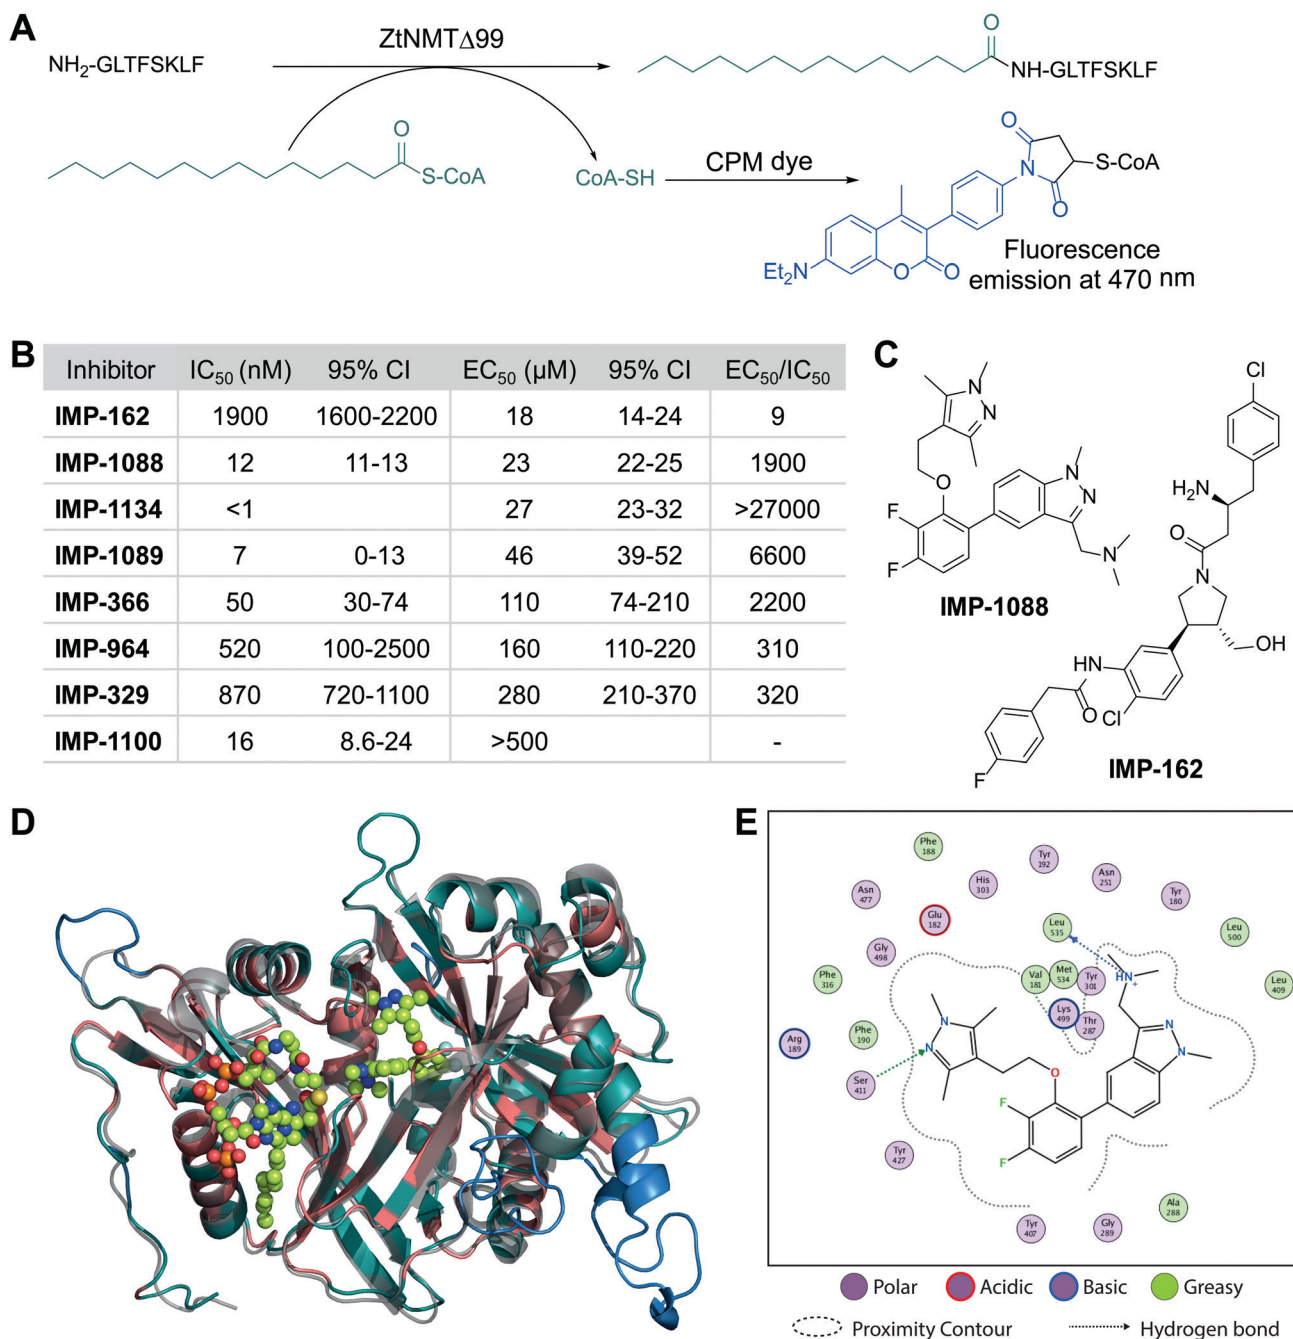 A
NH₂-GLTFSKLF
ZtNMTΔ99
O
NH-GLTFSKLF
O
S-CoA
CoA-SH
CPM dye
O
N
S-CoA
O
Et₂N
O
O
Fluorescence
emission at 470 nm
B
Inhibitor IC₅₀ (nM) 95% CI EC₅₀ (µM) 95% CI EC₅₀/IC₅₀
IMP-162 1900 1600-2200 18 14-24 9
IMP-1088 12 11-13 23 22-25 1900
IMP-1134 <1 27 23-32 >27000
IMP-1089 7 0-13 46 39-52 6600
IMP-366 50 30-74 110 74-210 2200
IMP-964 520 100-2500 160 110-220 310
IMP-329 870 720-1100 280 210-370 320
IMP-1100 16 8.6-24 >500 -
C
N
N
O
F
F
N
N
N
IMP-1088
Cl
H₂N
O
N
OH
HN
O
Cl
F
IMP-162
D
E
Phe
188
Tyr
192
His
303
Asn
251
Tyr
180
Asn
477
Glu
182
Leu
535
Leu
500
Gly
498
Phe
316
Val
181
Met
534
Tyr
301
HN
+
Leu
409
Lys
499
Thr
287
Arg
189
Phe
190
Ser
411
N
N
O
N
N
F
F
Tyr
427
Ala
288
Tyr
407
Gly
289
Polar Acidic Basic Greasy
Proximity Contour Hydrogen bond